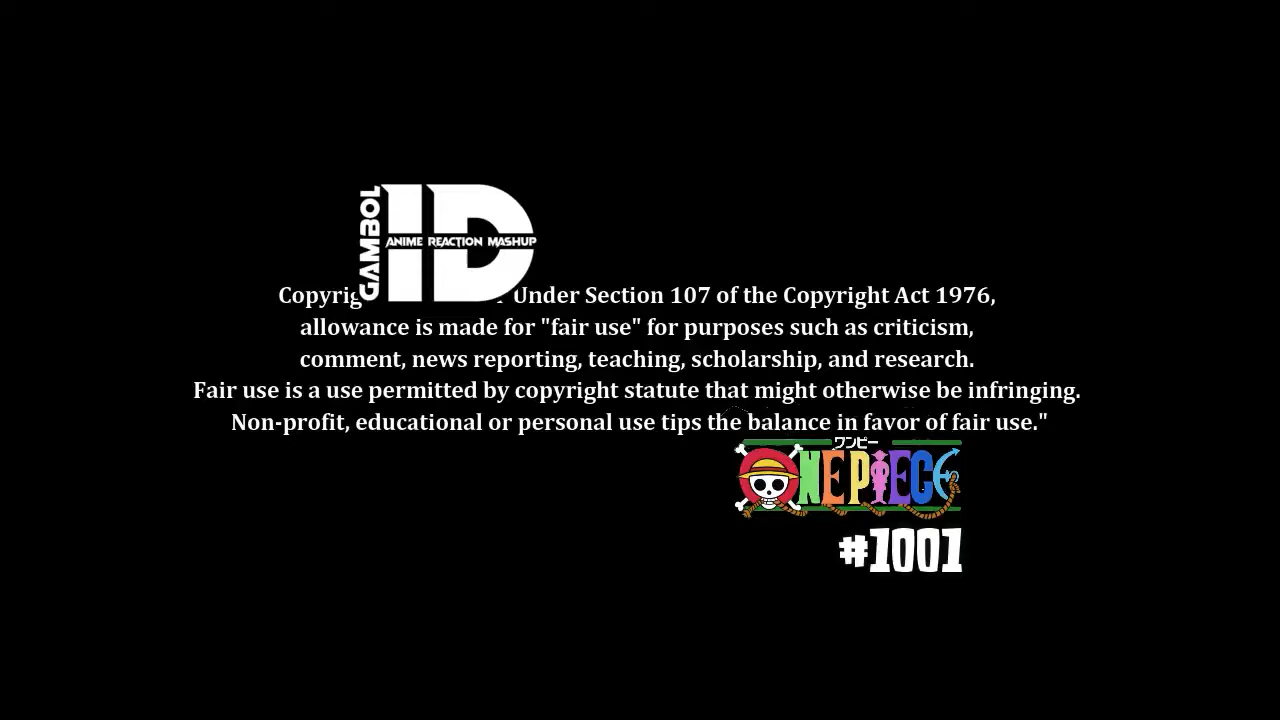 GAMBOL
ID
ANIME REACTION MASHUP
Copyrig Under Section 107 of the Copyright Act 1976,
allowance is made for "fair use" for purposes such as criticism,
comment, news reporting, teaching, scholarship, and research.
Fair use is a use permitted by copyright statute that might otherwise be infringing.
Non-profit, educational or personal use tips the balance in favor of fair use."
ワンピー
ONE PIECE
#1001